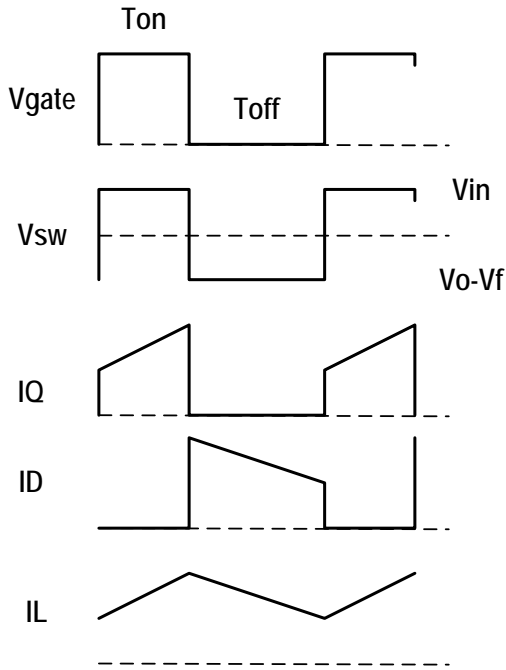 Ton
Vgate
Toff
Vin
Vsw
Vo-Vf
IQ
ID
IL